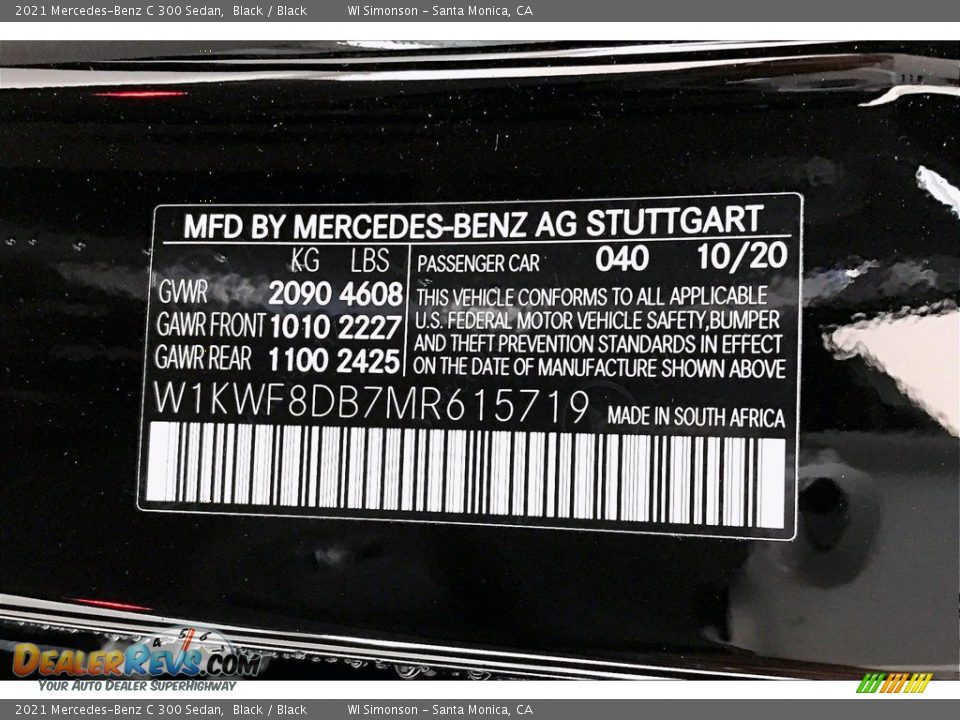 2021 Mercedes-Benz C 300 Sedan, Black / Black WI Simonson - Santa Monica, CA
MFD BY MERCEDES-BENZ AG STUTTGART
KG LBS
GVWR 2090 4608
GAWR FRONT 1010 2227
GAWR REAR 1100 2425
PASSENGER CAR 040 10/20
THIS VEHICLE CONFORMS TO ALL APPLICABLE
U.S. FEDERAL MOTOR VEHICLE SAFETY,BUMPER
AND THEFT PREVENTION STANDARDS IN EFFECT
ON THE DATE OF MANUFACTURE SHOWN ABOVE
W1KWF8DB7MR615719 MADE IN SOUTH AFRICA
4 5 6
DEALERREVS.COM
YOUR AUTO DEALER SUPERHIGHWAY
2021 Mercedes-Benz C 300 Sedan, Black / Black WI Simonson - Santa Monica, CA